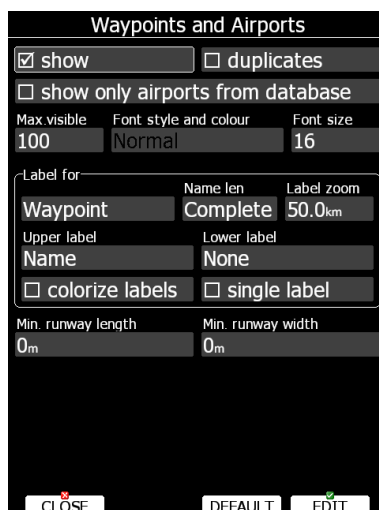 Waypoints and Airports
show duplicates
show only airports from database
Max.visible Font style and colour Font size
100 Normal 16
Label for
Name len Label zoom
Waypoint Complete 50.0km
Upper label Lower label
Name None
colorize labels single label
Min. runway length Min. runway width
0m 0m
CLOSE DEFAULT EDIT